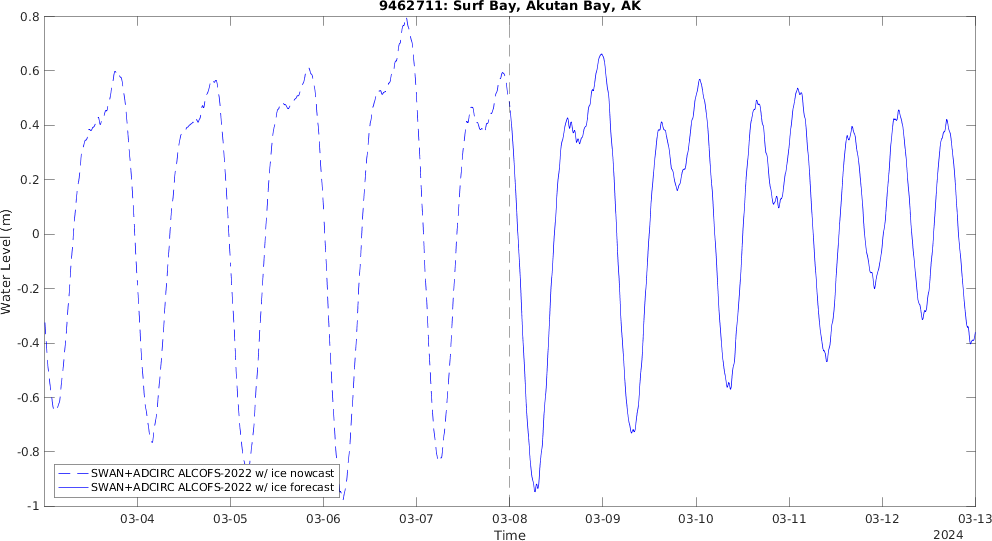 9462711: Surf Bay, Akutan Bay, AK
Water Level (m)
0.8
0.6
0.4
0.2
0
-0.2
-0.4
-0.6
-0.8
-1
SWAN+ADCIRC ALCOFS-2022 w/ ice nowcast
SWAN+ADCIRC ALCOFS-2022 w/ ice forecast
03-04 03-05 03-06 03-07 03-08 03-09 03-10 03-11 03-12 03-13
Time
2024